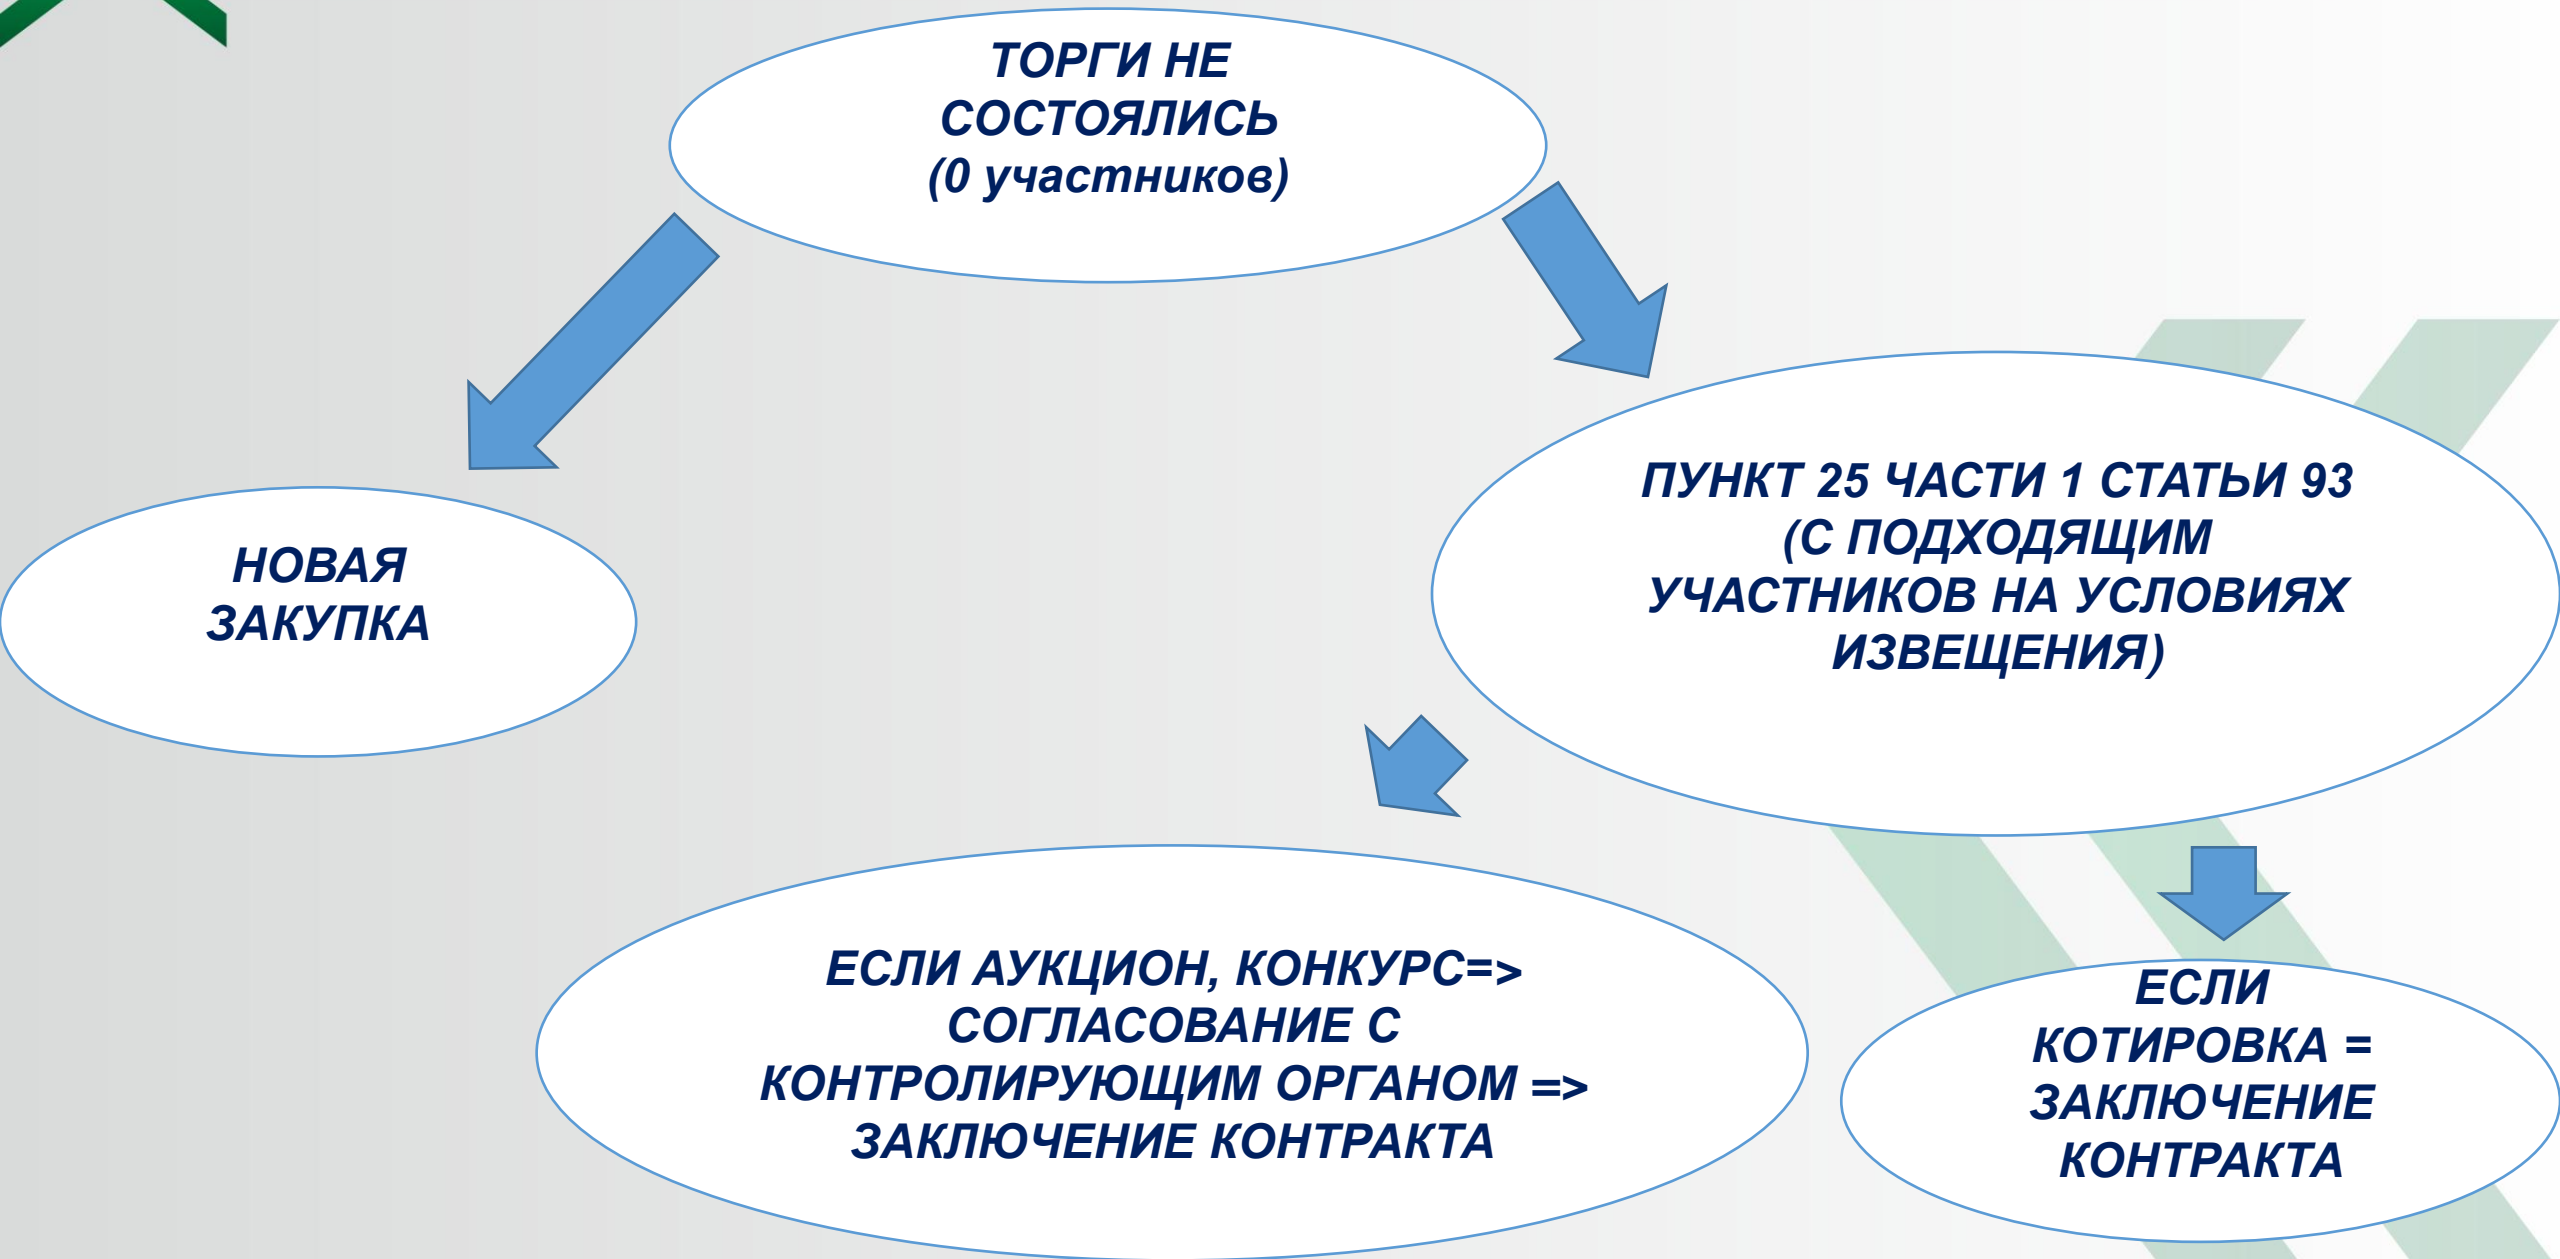 ТОРГИ НЕ
СОСТОЯЛИСЬ
(0 участников)
НОВАЯ
ЗАКУПКА
ПУНКТ 25 ЧАСТИ 1 СТАТЬИ 93
(С ПОДХОДЯЩИМ
УЧАСТНИКОВ НА УСЛОВИЯХ
ИЗВЕЩЕНИЯ)
ЕСЛИ АУКЦИОН, КОНКУРС=>
СОГЛАСОВАНИЕ С
КОНТРОЛИРУЮЩИМ ОРГАНОМ =>
ЗАКЛЮЧЕНИЕ КОНТРАКТА
ЕСЛИ
КОТИРОВКА =
ЗАКЛЮЧЕНИЕ
КОНТРАКТА